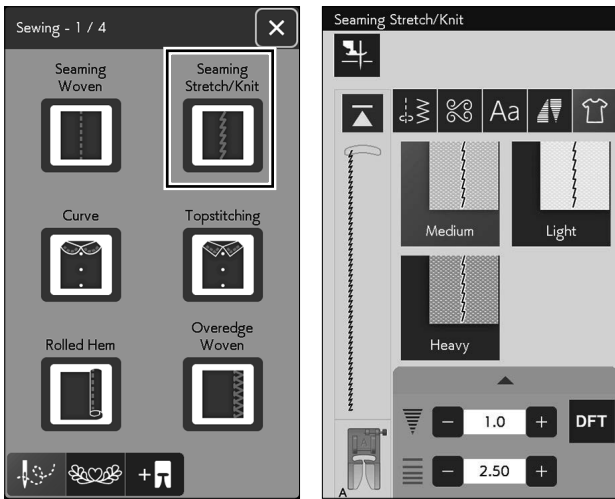 Sewing - 1 / 4
Seaming
Woven
Seaming
Stretch/Knit
Curve
Topstitching
Rolled Hem
Overedge
Woven
Seaming Stretch/Knit
Aa
Medium
Light
Heavy
1.0
DFT
2.50
A